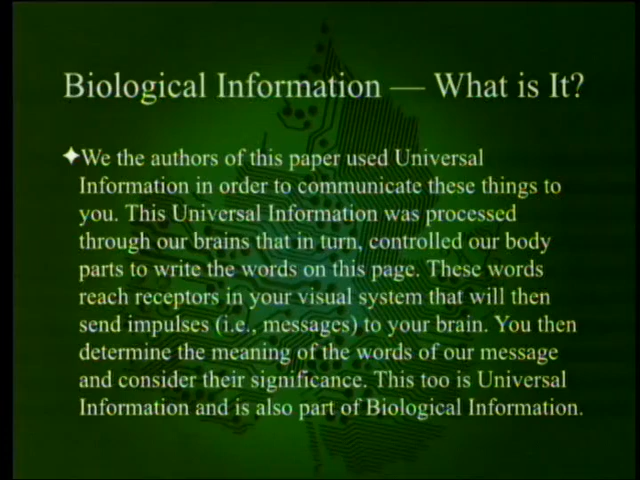 Biological Information — What is It?
✦We the authors of this paper used Universal
Information in order to communicate these things to
you. This Universal Information was processed
through our brains that in turn, controlled our body
parts to write the words on this page. These words
reach receptors in your visual system that will then
send impulses (i.e., messages) to your brain. You then
determine the meaning of the words of our message
and consider their significance. This too is Universal
Information and is also part of Biological Information.